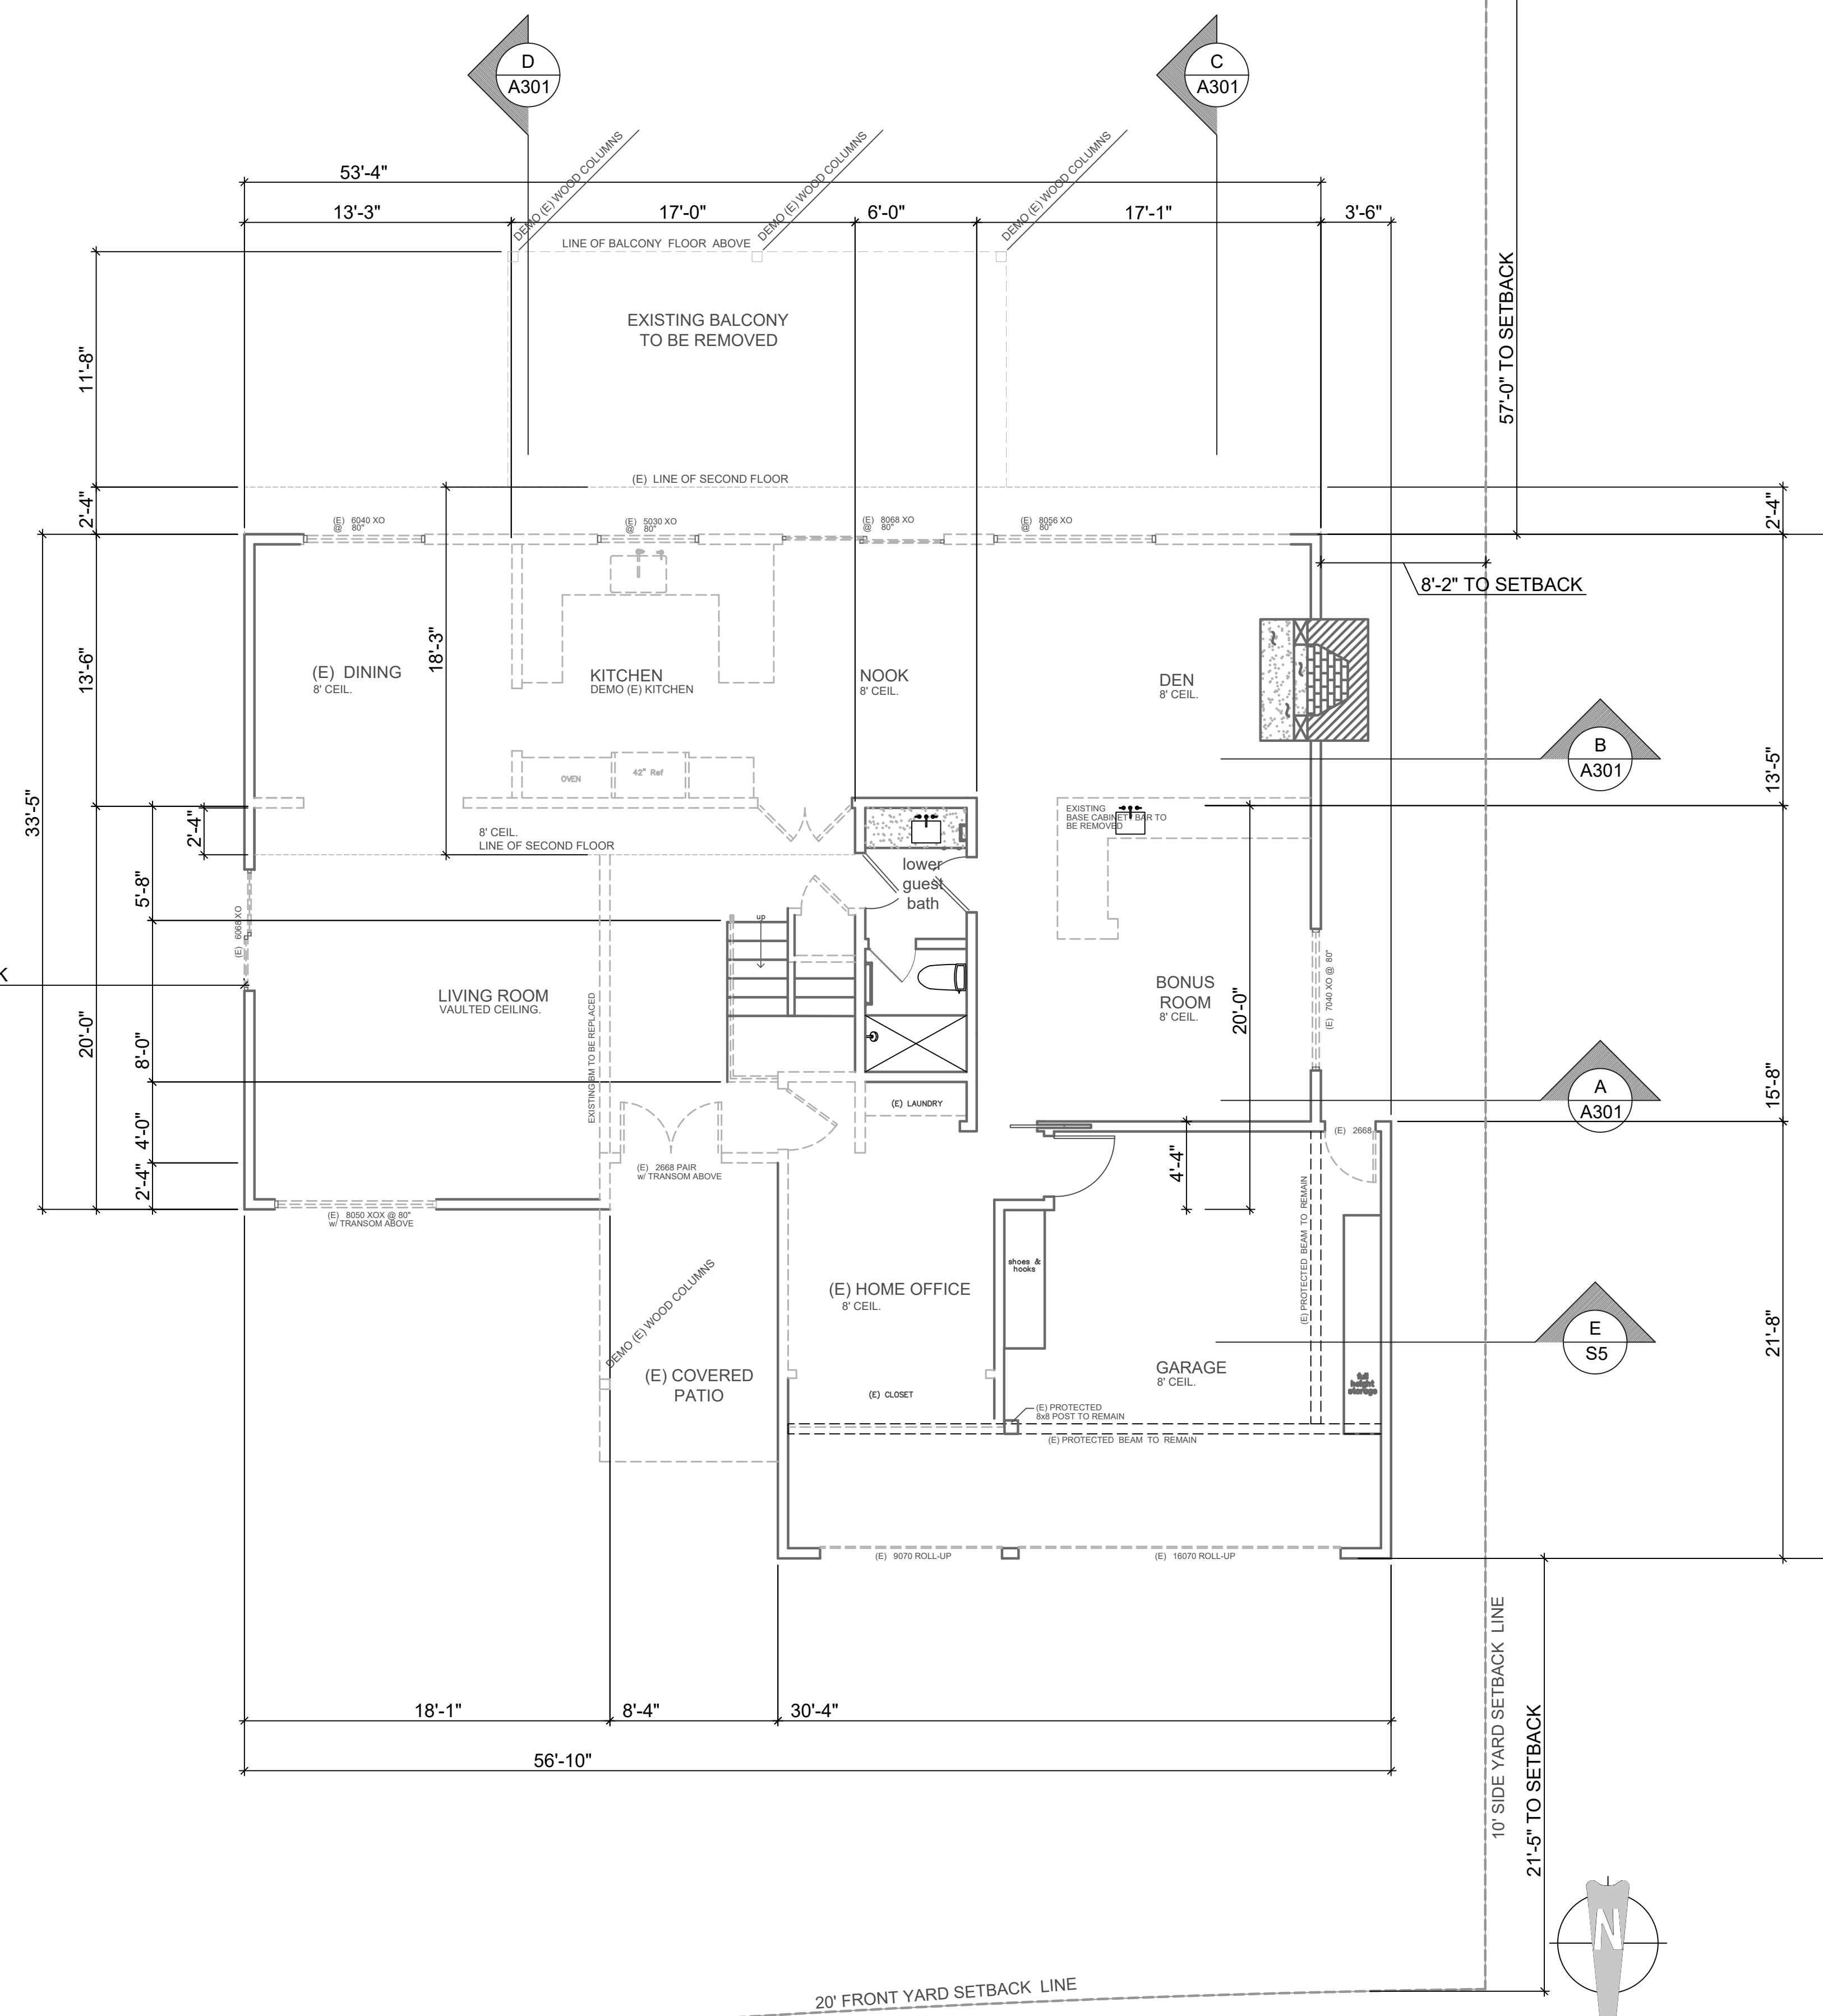 D
A301
C
A301
DEMO (E) WOOD COLUMNS
DEMO (E) WOOD COLUMNS
DEMO (E) WOOD COLUMNS
53'-4"
13'-3"
17'-0"
6'-0"
17'-1"
3'-6"
LINE OF BALCONY FLOOR ABOVE
EXISTING BALCONY
TO BE REMOVED
11'-8"
57'-0" TO SETBACK
(E) LINE OF SECOND FLOOR
2'-4"
2'-4"
(E) 6040 XO
@ 80"
(E) 5030 XO
@ 80"
(E) 8068 XO
@ 80"
(E) 8056 XO
@ 80"
8'-2" TO SETBACK
(E) DINING
8' CEIL.
18'-3"
KITCHEN
DEMO (E) KITCHEN
NOOK
8' CEIL.
DEN
8' CEIL.
13'-6"
33'-5"
B
A301
13'-5"
OVEN
42" Ref
2'-4"
8' CEIL.
LINE OF SECOND FLOOR
EXISTING
BASE CABINET BAR TO
BE REMOVED
lower
guest
bath
5'-8"
(E) 6068 XO
up
K
LIVING ROOM
VAULTED CEILING.
EXISTING BM TO BE REPLACED
BONUS
ROOM
8' CEIL.
20'-0"
(E) 7040 XO @ 80"
20'-0"
8'-0"
A
A301
15'-8"
(E) LAUNDRY
4'-0"
(E) 2668
4'-4"
(E) 2668 PAIR
w/ TRANSOM ABOVE
2'-4"
(E) 8050 XOX @ 80"
w/ TRANSOM ABOVE
(E) PROTECTED BEAM TO REMAIN
shoes &
hooks
DEMO (E) WOOD COLUMNS
(E) HOME OFFICE
8' CEIL.
E
S5
21'-8"
(E) COVERED
PATIO
GARAGE
8' CEIL.
full
height
storage
(E) CLOSET
(E) PROTECTED
8x8 POST TO REMAIN
(E) PROTECTED BEAM TO REMAIN
(E) 9070 ROLL-UP
(E) 16070 ROLL-UP
18'-1"
8'-4"
30'-4"
56'-10"
10' SIDE YARD SETBACK LINE
21'-5" TO SETBACK
N
20' FRONT YARD SETBACK LINE